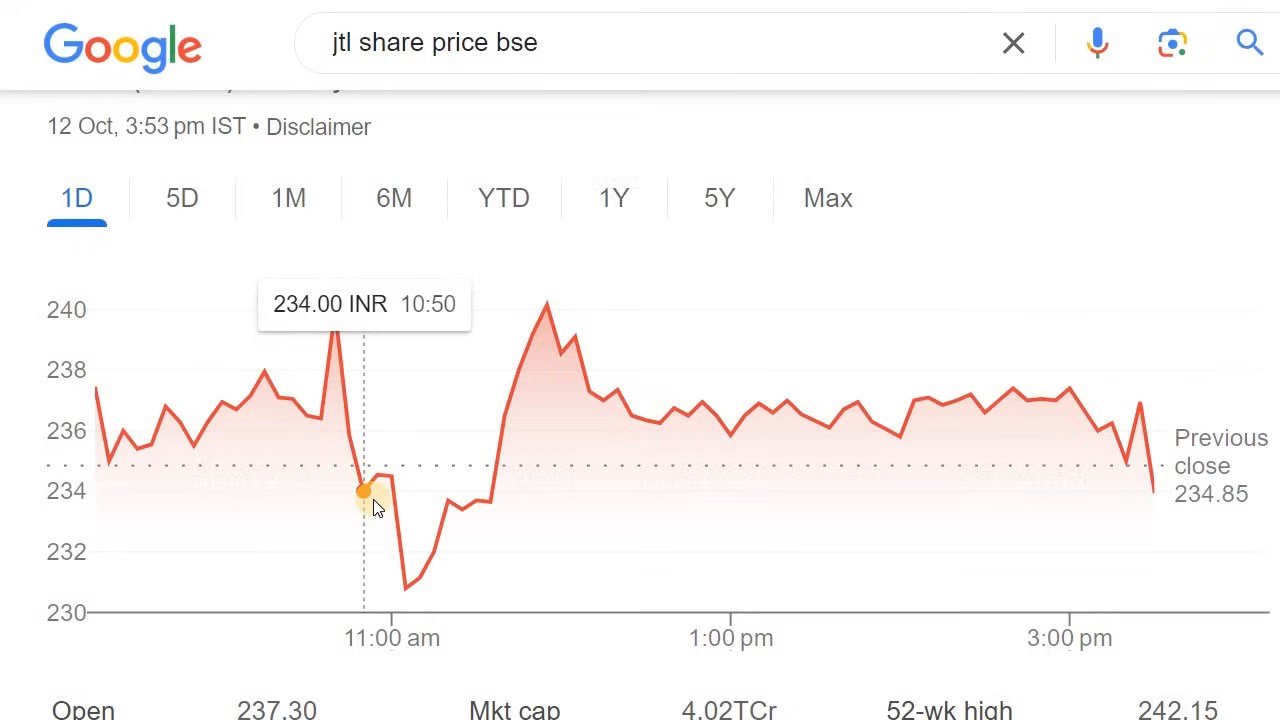 Google
jtl share price bse
12 Oct, 3:53 pm IST • Disclaimer
1D 5D 1M 6M YTD 1Y 5Y Max
234.00 INR 10:50
240
238
236
234
232
230
Previous
close
234.85
11:00 am 1:00 pm 3:00 pm
Open 237.30 Mkt cap 4.02TCr 52-wk high 242.15